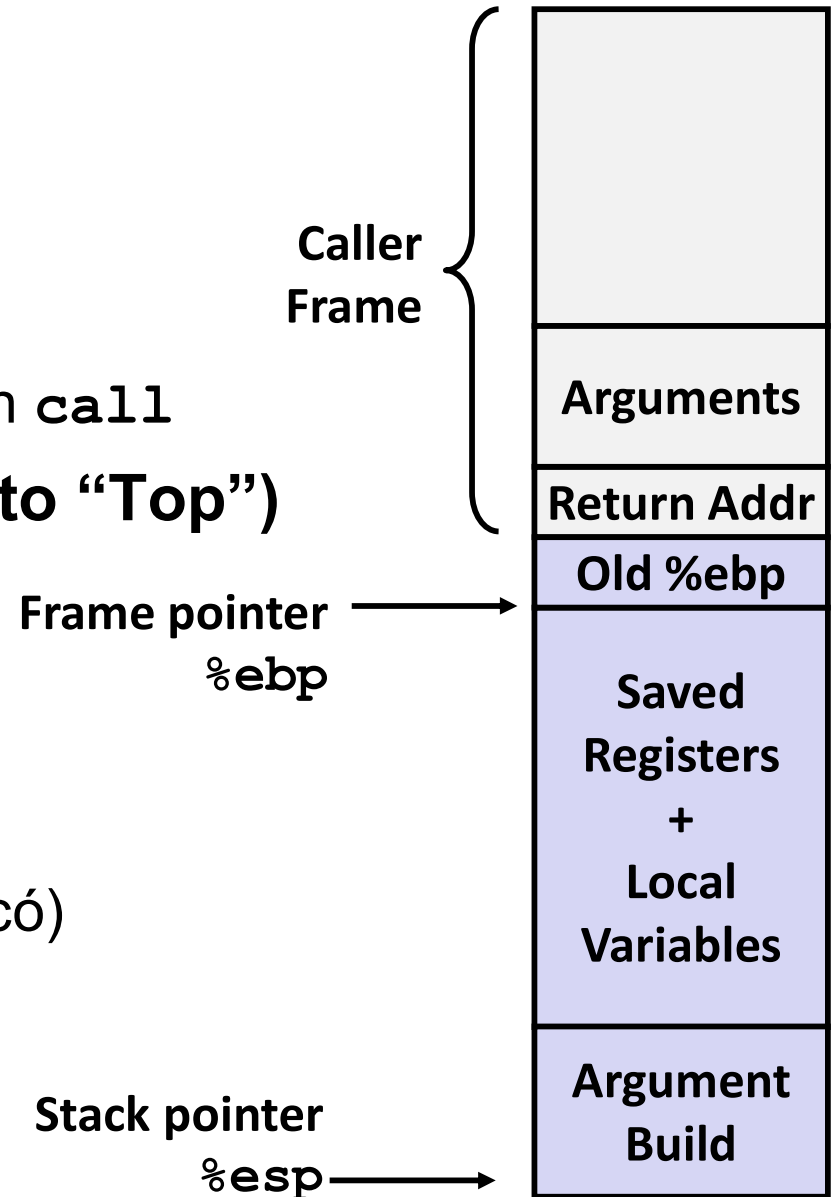 Caller
Frame
Arguments
n call
to “Top”)
Return Addr
Old %ebp
Frame pointer
%ebp
Saved
Registers
+
Local
Variables
có)
Argument
Build
Stack pointer
%esp